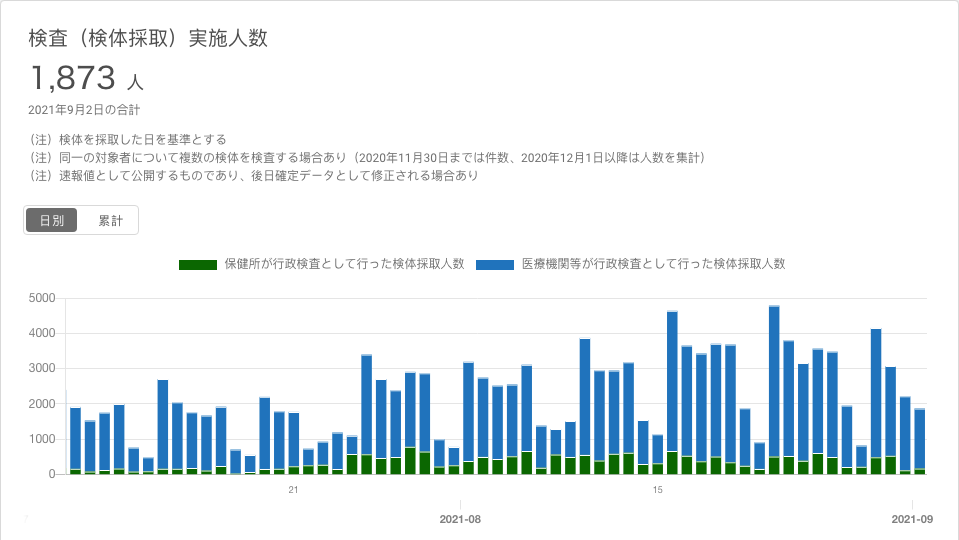 検査（検体採取）実施人数
1,873 人
2021年9月2日の合計
（注）検体を採取した日を基準とする
（注）同一の対象者について複数の検体を検査する場合あり（2020年11月30日までは件数、2020年12月1日以降は人数を集計）
（注）速報値として公開するものであり、後日確定データとして修正される場合あり
日別 累計
保健所が行政検査として行った検体採取人数 医療機関等が行政検査として行った検体採取人数
5000
4000
3000
2000
1000
0
21 15
2021-08 2021-09